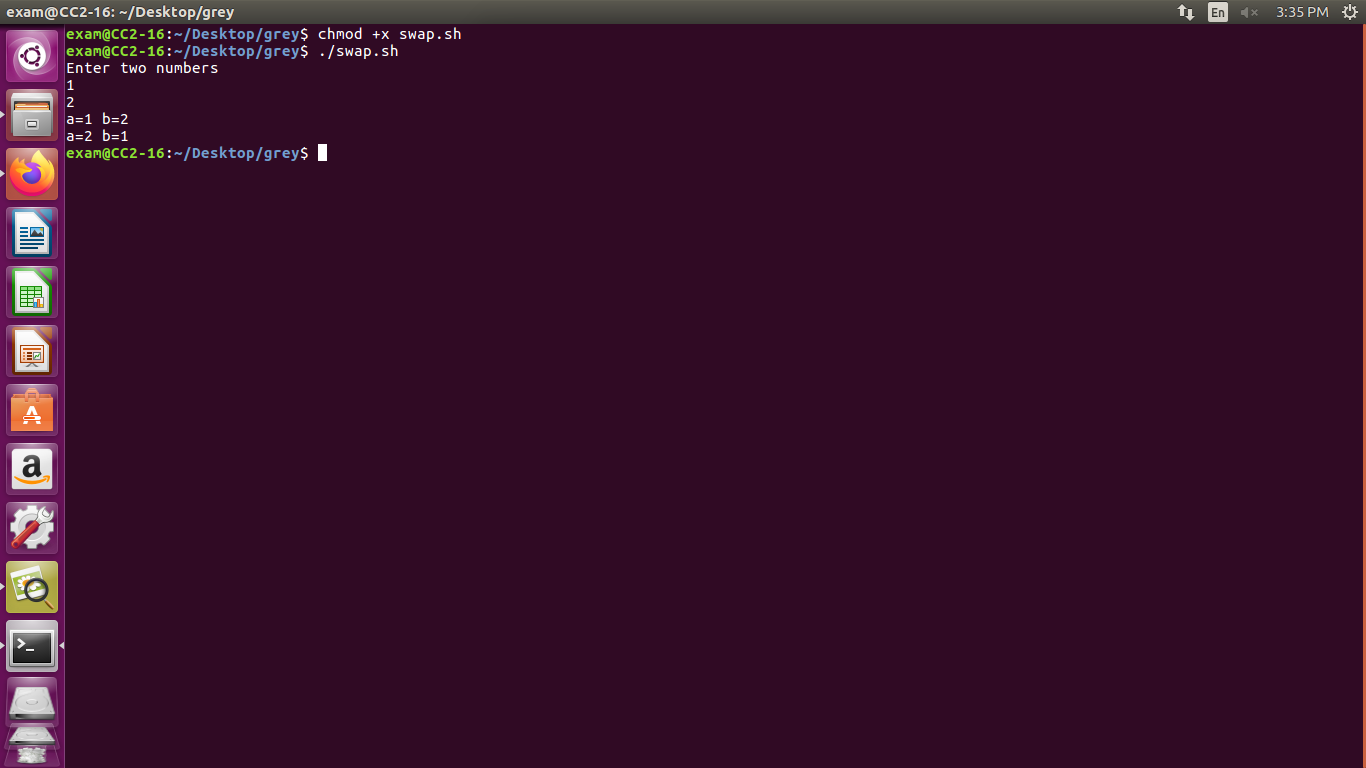 exam@CC2-16: ~/Desktop/grey
En
3:35 PM
exam@CC2-16:~/Desktop/grey$ chmod +x swap.sh
exam@CC2-16:~/Desktop/grey$ ./swap.sh
Enter two numbers
1
2
a=1 b=2
a=2 b=1
exam@CC2-16:~/Desktop/grey$
A
a
>_